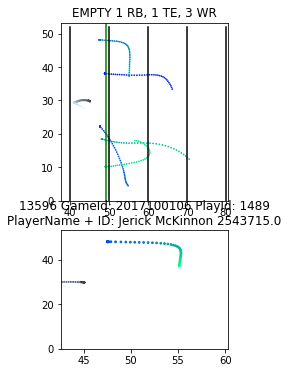 EMPTY 1 RB, 1 TE, 3 WR
50
40
30
20
10
0
40 50 60 70 80
13596 GameId: 2017100106 PlayId: 1489
PlayerName + ID: Jerick McKinnon 2543715.0
40
20
0
45 50 55 60